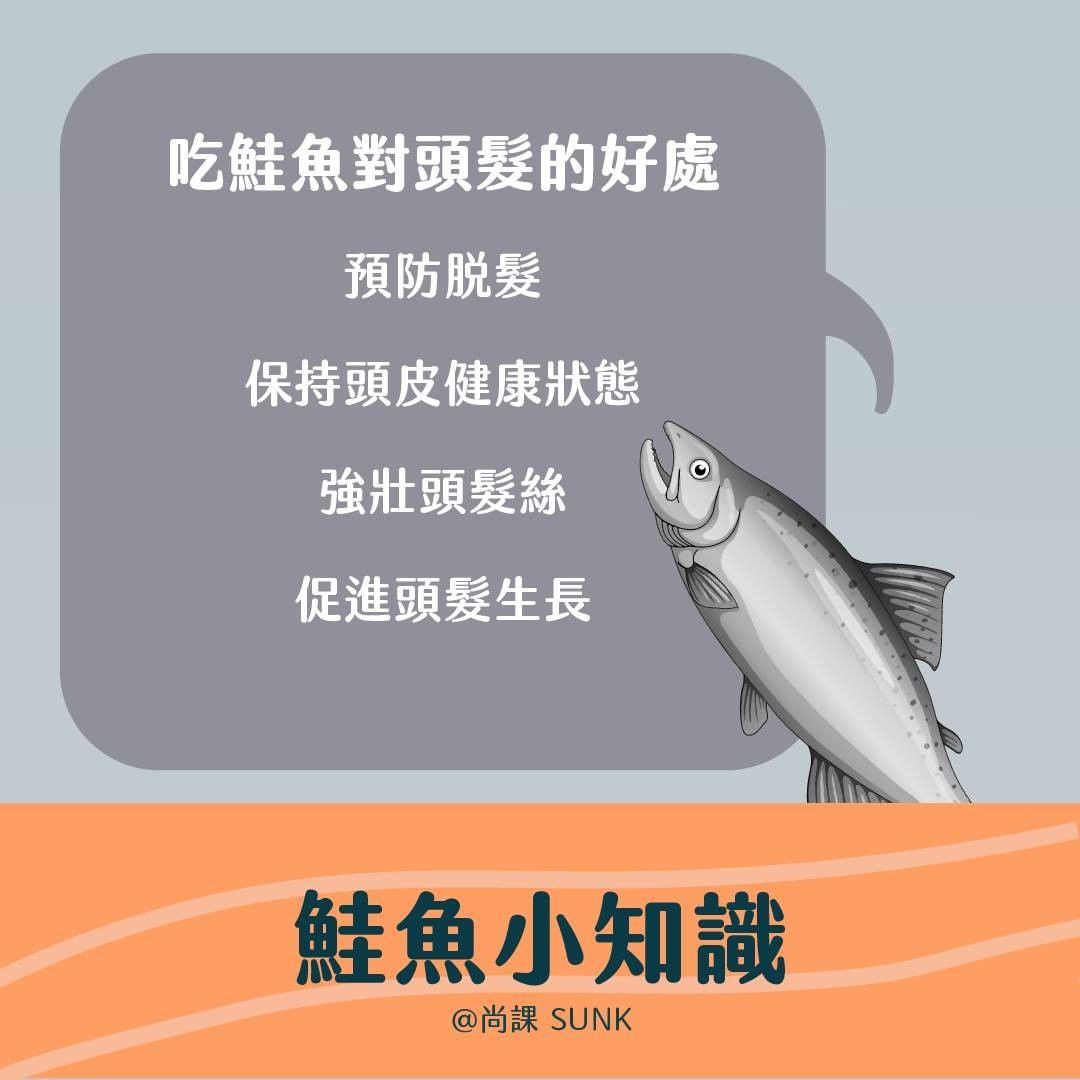 吃鮭魚對頭髮的好處
預防脫髮
保持頭皮健康狀態
強壯頭髮絲
促進頭髮生長
鮭魚小知識
@尚課 SUNK